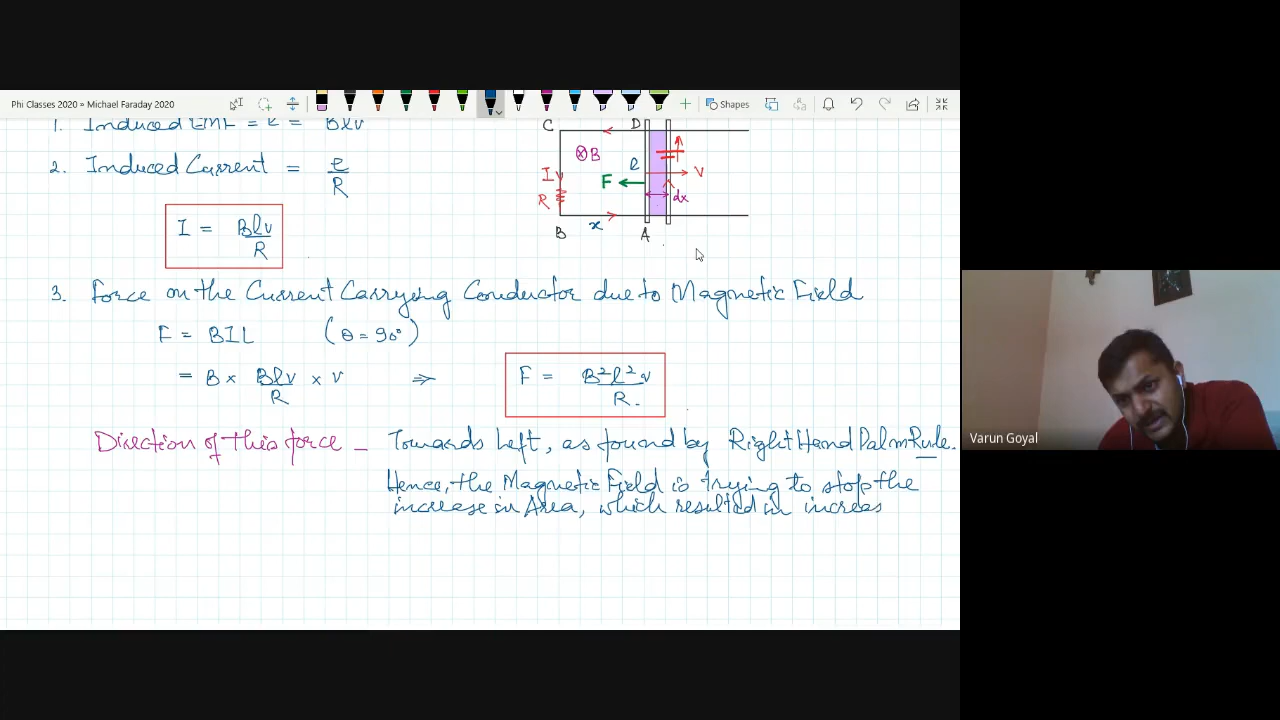 Phi Classes 2020 » Michael Faraday 2020
Shapes
1. Induced EMF = e = Blv
2. Induced Current = e/R
I = Blv/R
C D
⊗B
I e V
F
R dx
x
B A
3. Force on the Current Carrying Conductor due to Magnetic Field
F = BIL (θ = 90°)
= B × Blv/R × v ⇒ F = B²l²v/R.
Direction of this force – Towards Left, as found by Right Hand Palm Rule.
Hence, the Magnetic Field is trying to stop the
increase in Area, which resulted in increas
Varun Goyal